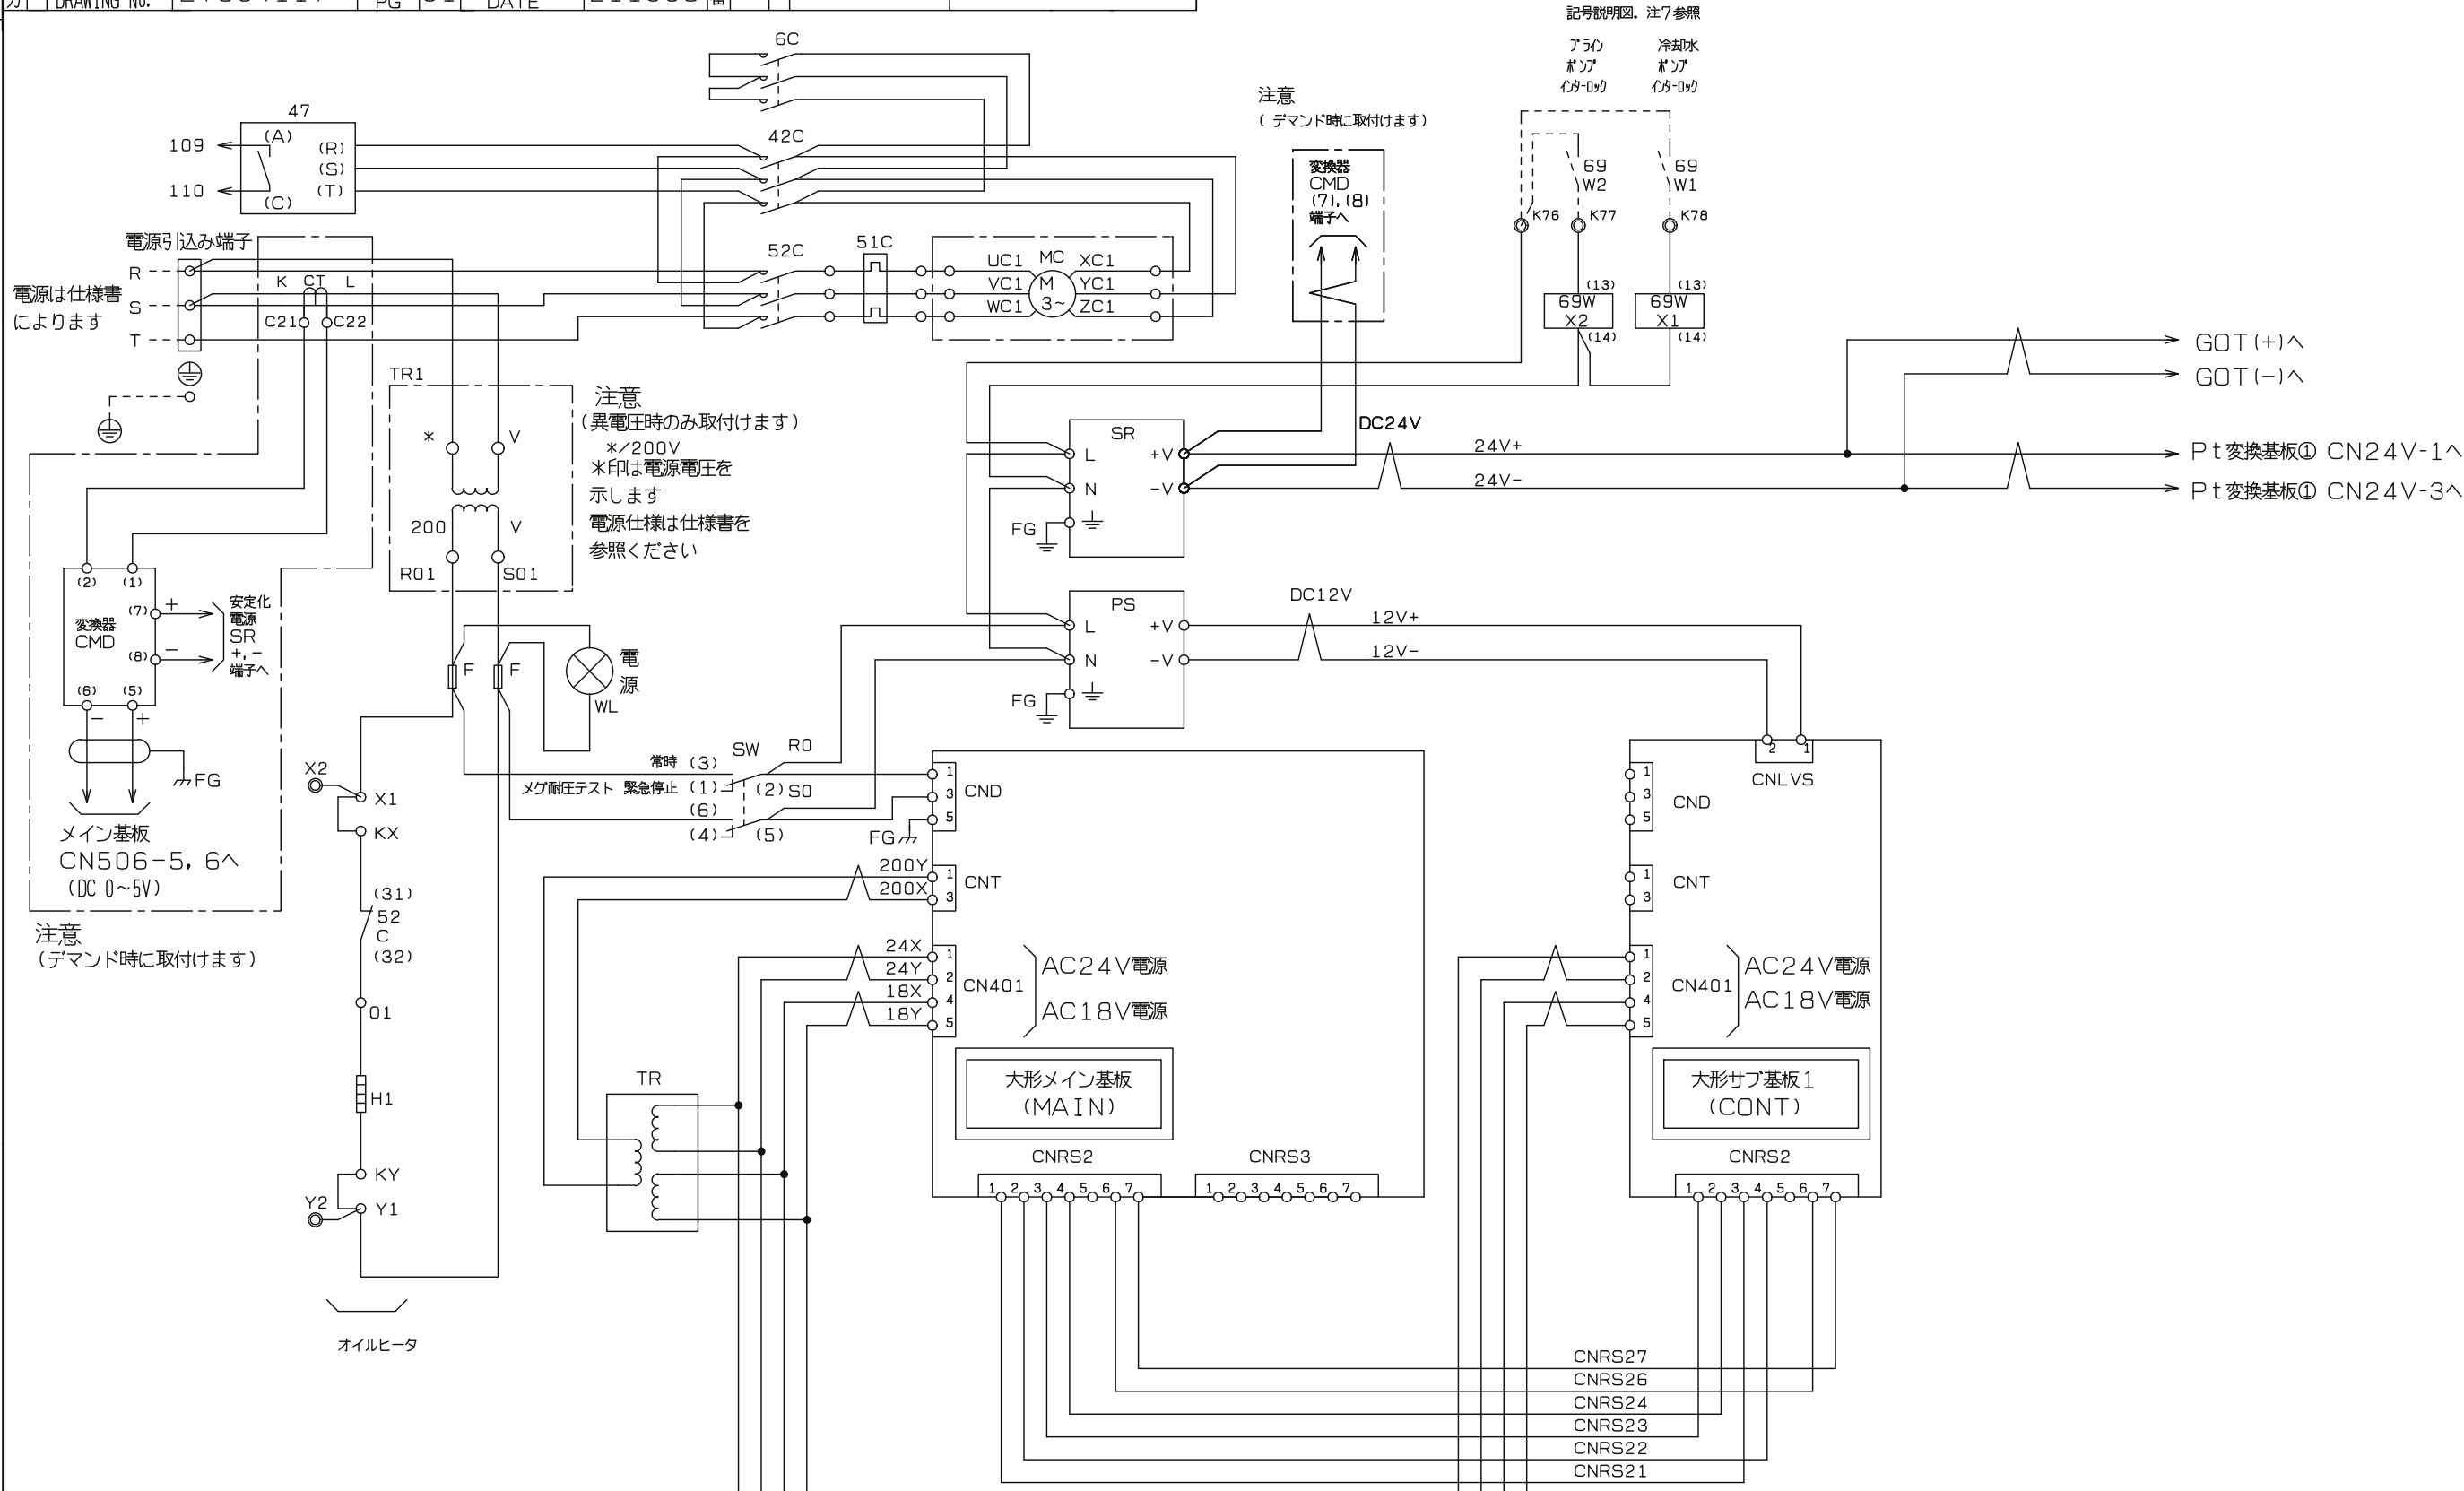 DRAWING No.
PG
DATE
記号説明図．注7参照
ブライン
ポンプ
インターロック
冷却水
ポンプ
インターロック
6C
47
109
110
(A)
(C)
(R)
(S)
(T)
42C
注意
( デマンド時に取付けます)
変換器
CMD
(7),(8)
端子へ
69
W2
69
W1
K76
K77
K78
電源引込み端子
電源は仕様書
によります
R
S
T
K CT L
C21
C22
52C
51C
UC1
VC1
WC1
MC
M
3~
XC1
YC1
ZC1
(13)
69W
X2
(14)
(13)
69W
X1
(14)
GOT(+)へ
GOT(-)へ
TR1
* V
200 V
R01
S01
注意
(異電圧時のみ取付けます)
*/200V
*印は電源電圧を
示します
電源仕様は仕様書を
参照ください
SR
L
N
FG
+V
-V
DC24V
24V+
24V-
Pt変換基板① CN24V-1へ
Pt変換基板① CN24V-3へ
(2) (1)
(7) +
(8) -
変換器
CMD
(6) (5)
- +
安定化
電源
SR
+,-
端子へ
FG
メイン基板
CN506-5, 6へ
(DC 0~5V)
注意
(デマンド時に取付けます)
F
F
電
源
WL
PS
L
N
FG
+V
-V
DC12V
12V+
12V-
X2
X1
KX
(31)
52
C
(32)
01
H1
KY
Y2
Y1
オイルヒータ
SW
R0
常時 (3)
メグ耐圧テスト 緊急停止 (1)
(2) S0
(6)
(4)
(5)
FG
1
3
5
CND
200Y
200X
1
3
CNT
24X
24Y
18X
18Y
1
2
4
5
CN401
AC24V電源
AC18V電源
大形メイン基板
(MAIN)
TR
CNRS2
1 2 3 4 5 6 7
CNRS3
1 2 3 4 5 6 7
2 1
CNLVS
1
3
5
CND
1
3
CNT
1
2
4
5
CN401
AC24V電源
AC18V電源
大形サブ基板1
(CONT)
CNRS2
1 2 3 4 5 6 7
CNRS27
CNRS26
CNRS24
CNRS23
CNRS22
CNRS21